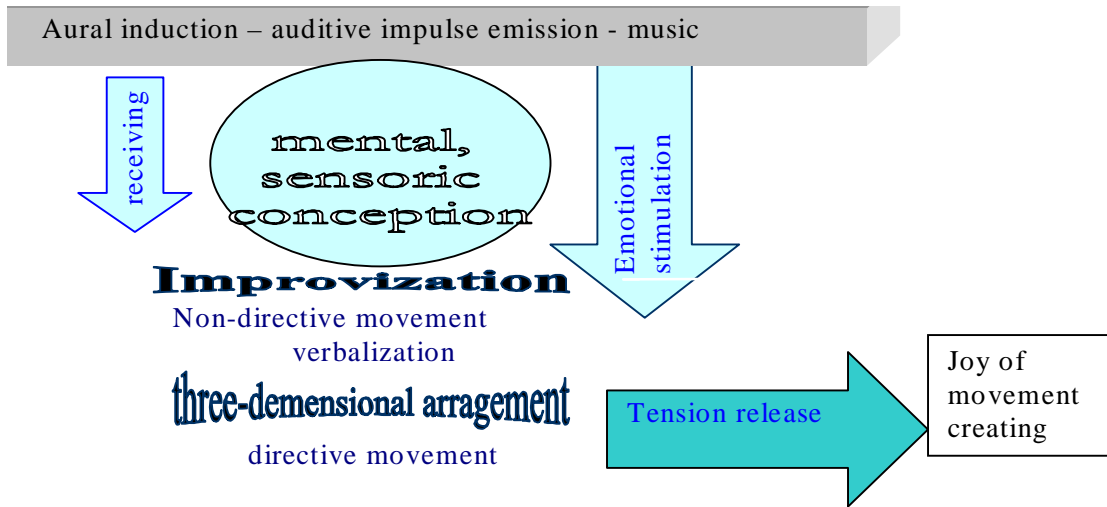 Aural induction – auditive impulse emission - music
receiving
mental,
sensoric
conception
Emotional
stimulation
Improvization
Non-directive movement
verbalization
three-demensional arragement
directive movement
Tension release
Joy of
movement
creating